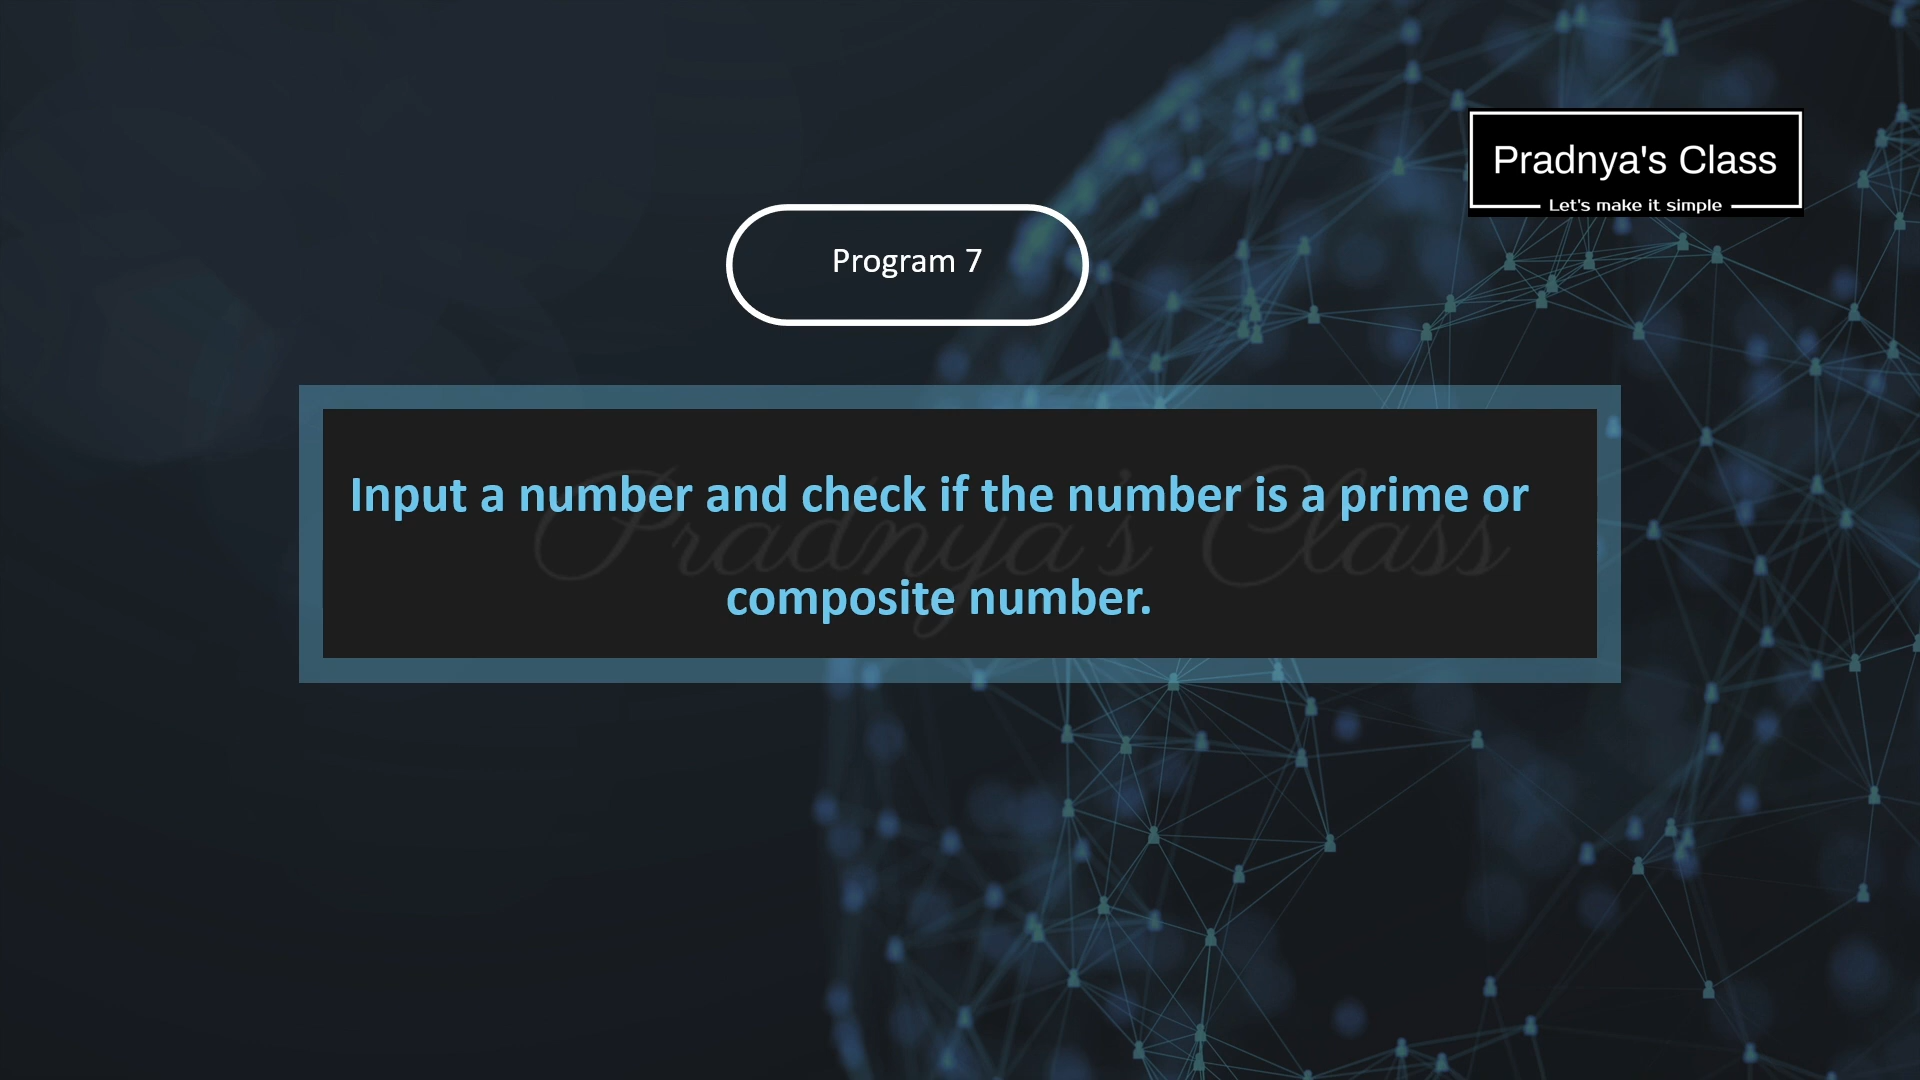 Pradnya's Class
Let's make it simple
Program 7
Input a number and check if the number is a prime or
composite number.
Pradnya's Class